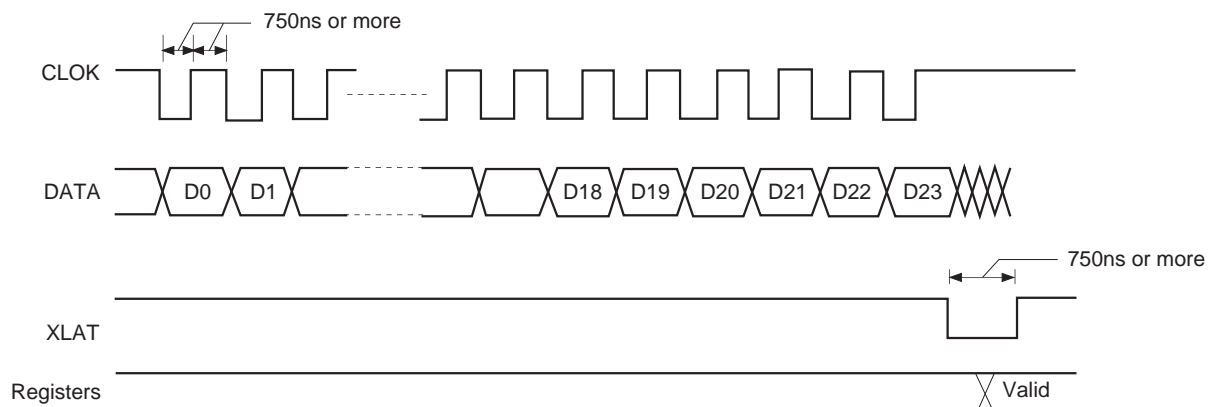 750ns or more
CLOK
DATA
D0 D1 D18 D19 D20 D21 D22 D23
750ns or more
XLAT
Registers
Valid